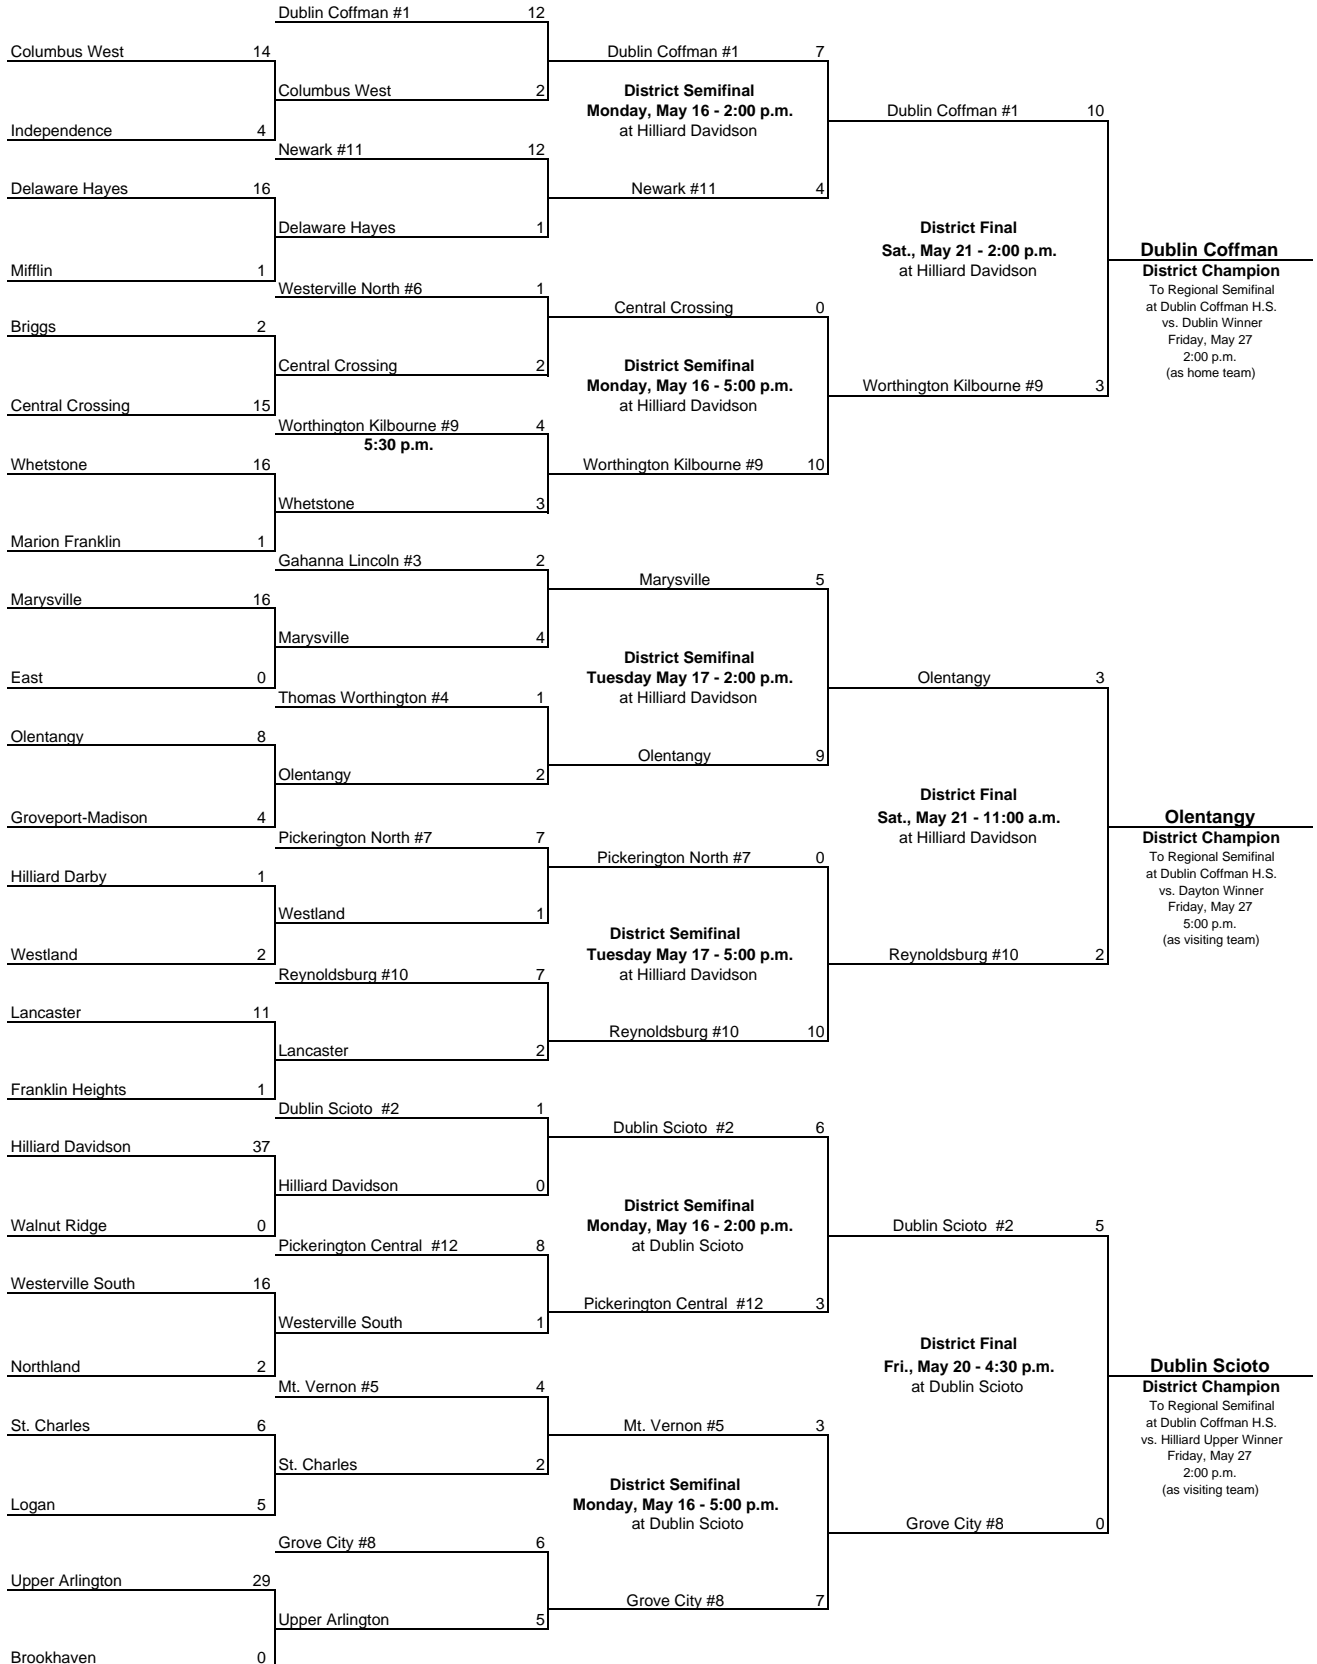 Dublin Coffman #1 12
Columbus West 14
Columbus West 2
Independence 4
Newark #11 12
Delaware Hayes 16
Delaware Hayes 1
Mifflin 1
Westerville North #6 1
Briggs 2
Central Crossing 2
Central Crossing 15
Worthington Kilbourne #9 4
5:30 p.m.
Whetstone 16
Whetstone 3
Marion Franklin 1
Gahanna Lincoln #3 2
Marysville 16
Marysville 4
East 0
Thomas Worthington #4 1
Olentangy 8
Olentangy 2
Groveport-Madison 4
Pickerington North #7 7
Hilliard Darby 1
Westland 1
Westland 2
Reynoldsburg #10 7
Lancaster 11
Lancaster 2
Franklin Heights 1
Dublin Scioto #2 1
Hilliard Davidson 37
Hilliard Davidson 0
Walnut Ridge 0
Pickerington Central #12 8
Westerville South 16
Westerville South 1
Northland 2
Mt. Vernon #5 4
St. Charles 6
St. Charles 2
Logan 5
Grove City #8 6
Upper Arlington 29
Upper Arlington 5
Brookhaven 0
Dublin Coffman #1 7
District Semifinal
Monday, May 16 - 2:00 p.m.
at Hilliard Davidson
Newark #11 4
Central Crossing 0
District Semifinal
Monday, May 16 - 5:00 p.m.
at Hilliard Davidson
Worthington Kilbourne #9 10
Marysville 5
District Semifinal
Tuesday May 17 - 2:00 p.m.
at Hilliard Davidson
Olentangy 9
Pickerington North #7 0
District Semifinal
Tuesday May 17 - 5:00 p.m.
at Hilliard Davidson
Reynoldsburg #10 10
Dublin Scioto #2 6
District Semifinal
Monday, May 16 - 2:00 p.m.
at Dublin Scioto
Pickerington Central #12 3
Mt. Vernon #5 3
District Semifinal
Monday, May 16 - 5:00 p.m.
at Dublin Scioto
Grove City #8 7
Dublin Coffman #1 10
District Final
Sat., May 21 - 2:00 p.m.
at Hilliard Davidson
Worthington Kilbourne #9 3
Olentangy 3
District Final
Sat., May 21 - 11:00 a.m.
at Hilliard Davidson
Reynoldsburg #10 2
Dublin Scioto #2 5
District Final
Fri., May 20 - 4:30 p.m.
at Dublin Scioto
Grove City #8 0
Dublin Coffman
District Champion
To Regional Semifinal
at Dublin Coffman H.S.
vs. Dublin Winner
Friday, May 27
2:00 p.m.
(as home team)
Olentangy
District Champion
To Regional Semifinal
at Dublin Coffman H.S.
vs. Dayton Winner
Friday, May 27
5:00 p.m.
(as visiting team)
Dublin Scioto
District Champion
To Regional Semifinal
at Dublin Coffman H.S.
vs. Hilliard Upper Winner
Friday, May 27
2:00 p.m.
(as visiting team)